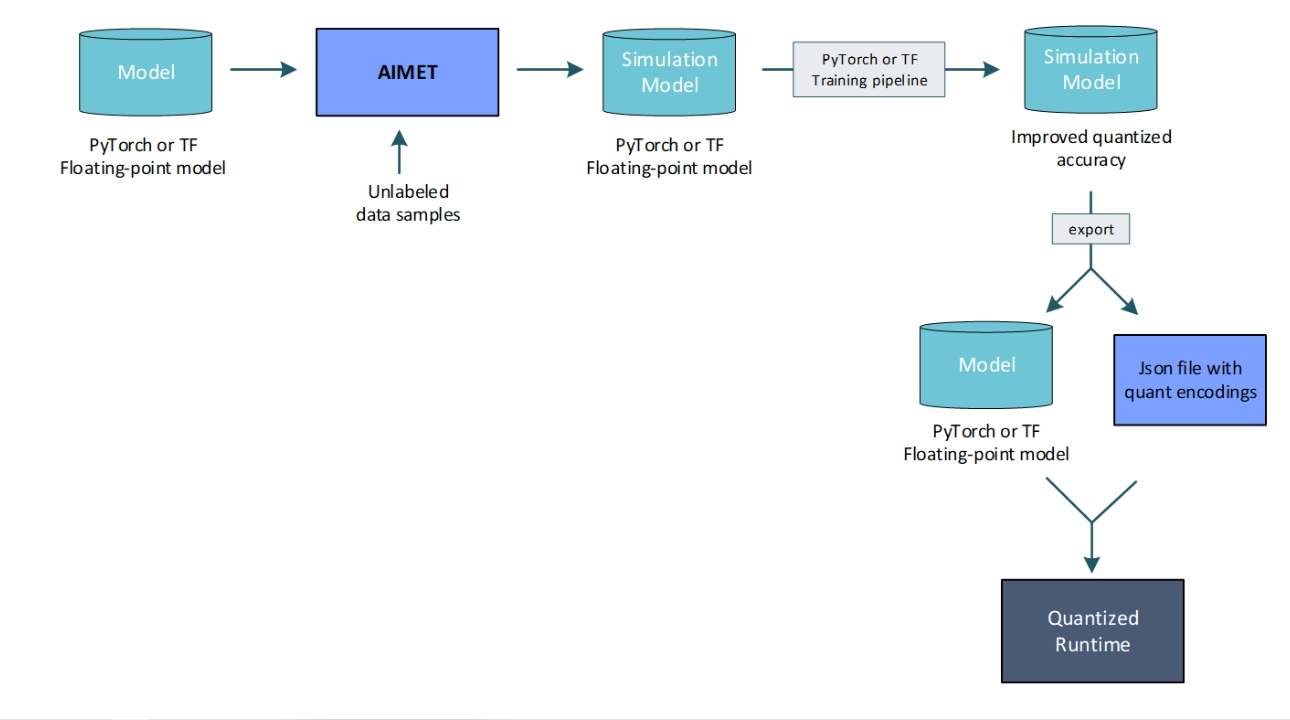 Model
PyTorch or TF
Floating-point model
AIMET
Unlabeled
data samples
Simulation
Model
PyTorch or TF
Floating-point model
PyTorch or TF
Training pipeline
Simulation
Model
Improved quantized
accuracy
export
Model
PyTorch or TF
Floating-point model
Json file with
quant encodings
Quantized
Runtime